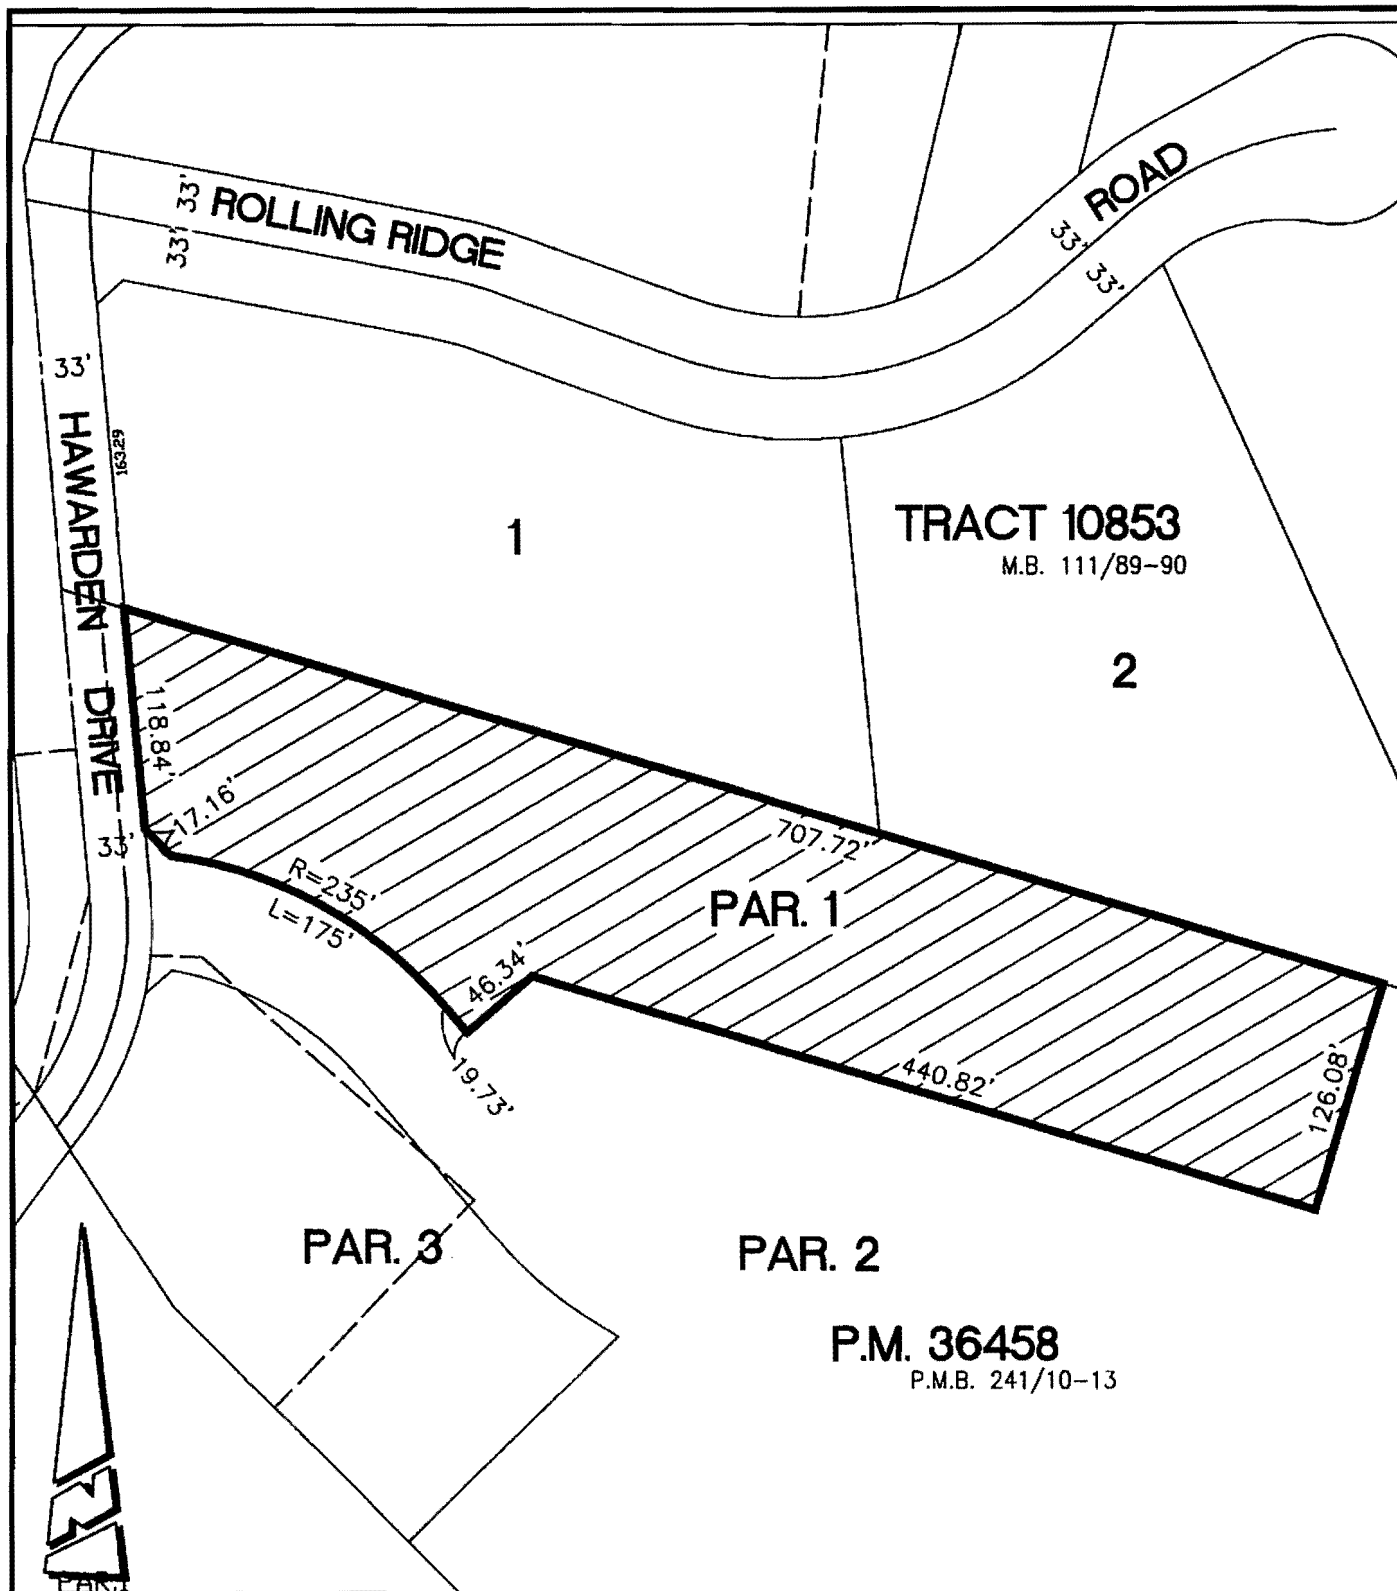 33'
33'
ROLLING RIDGE
ROAD
33'
33'
33'
HAWARDEN DRIVE
163.29
1
TRACT 10853
M.B. 111/89-90
2
118.84'
17.16'
33'
R=235'
L=175'
707.72'
PAR. 1
46.34'
19.73'
440.82'
126.08'
PAR. 3
PAR. 2
P.M. 36458
P.M.B. 241/10-13
N